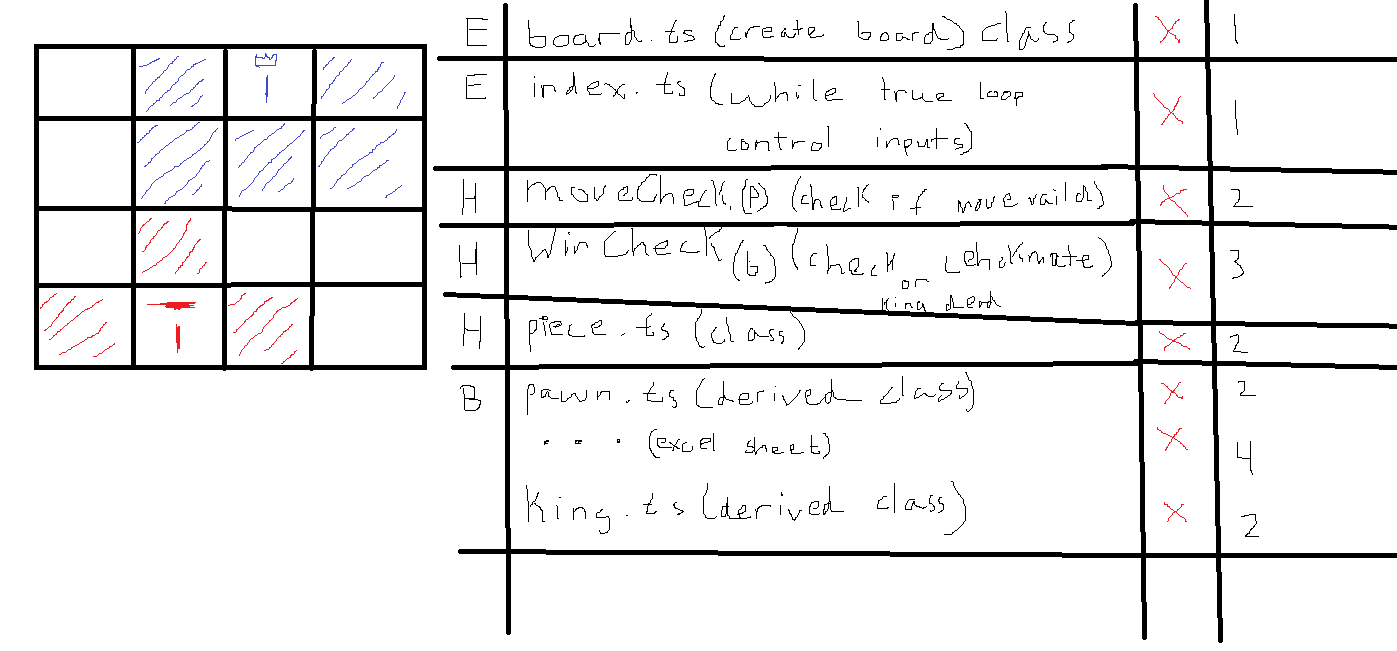 E board.ts (create board) class X 1
E index.ts (while true loop X 1
control inputs)
H moveCheck.(p) (check if move vaild) X 2
H WinCheck (b) (check or cehckmate) X 3
king dead
H piece.ts (class) X 2
B pawn.ts (derived class) X 2
. . . (excel sheet) X 4
King.ts (derived class) X 2